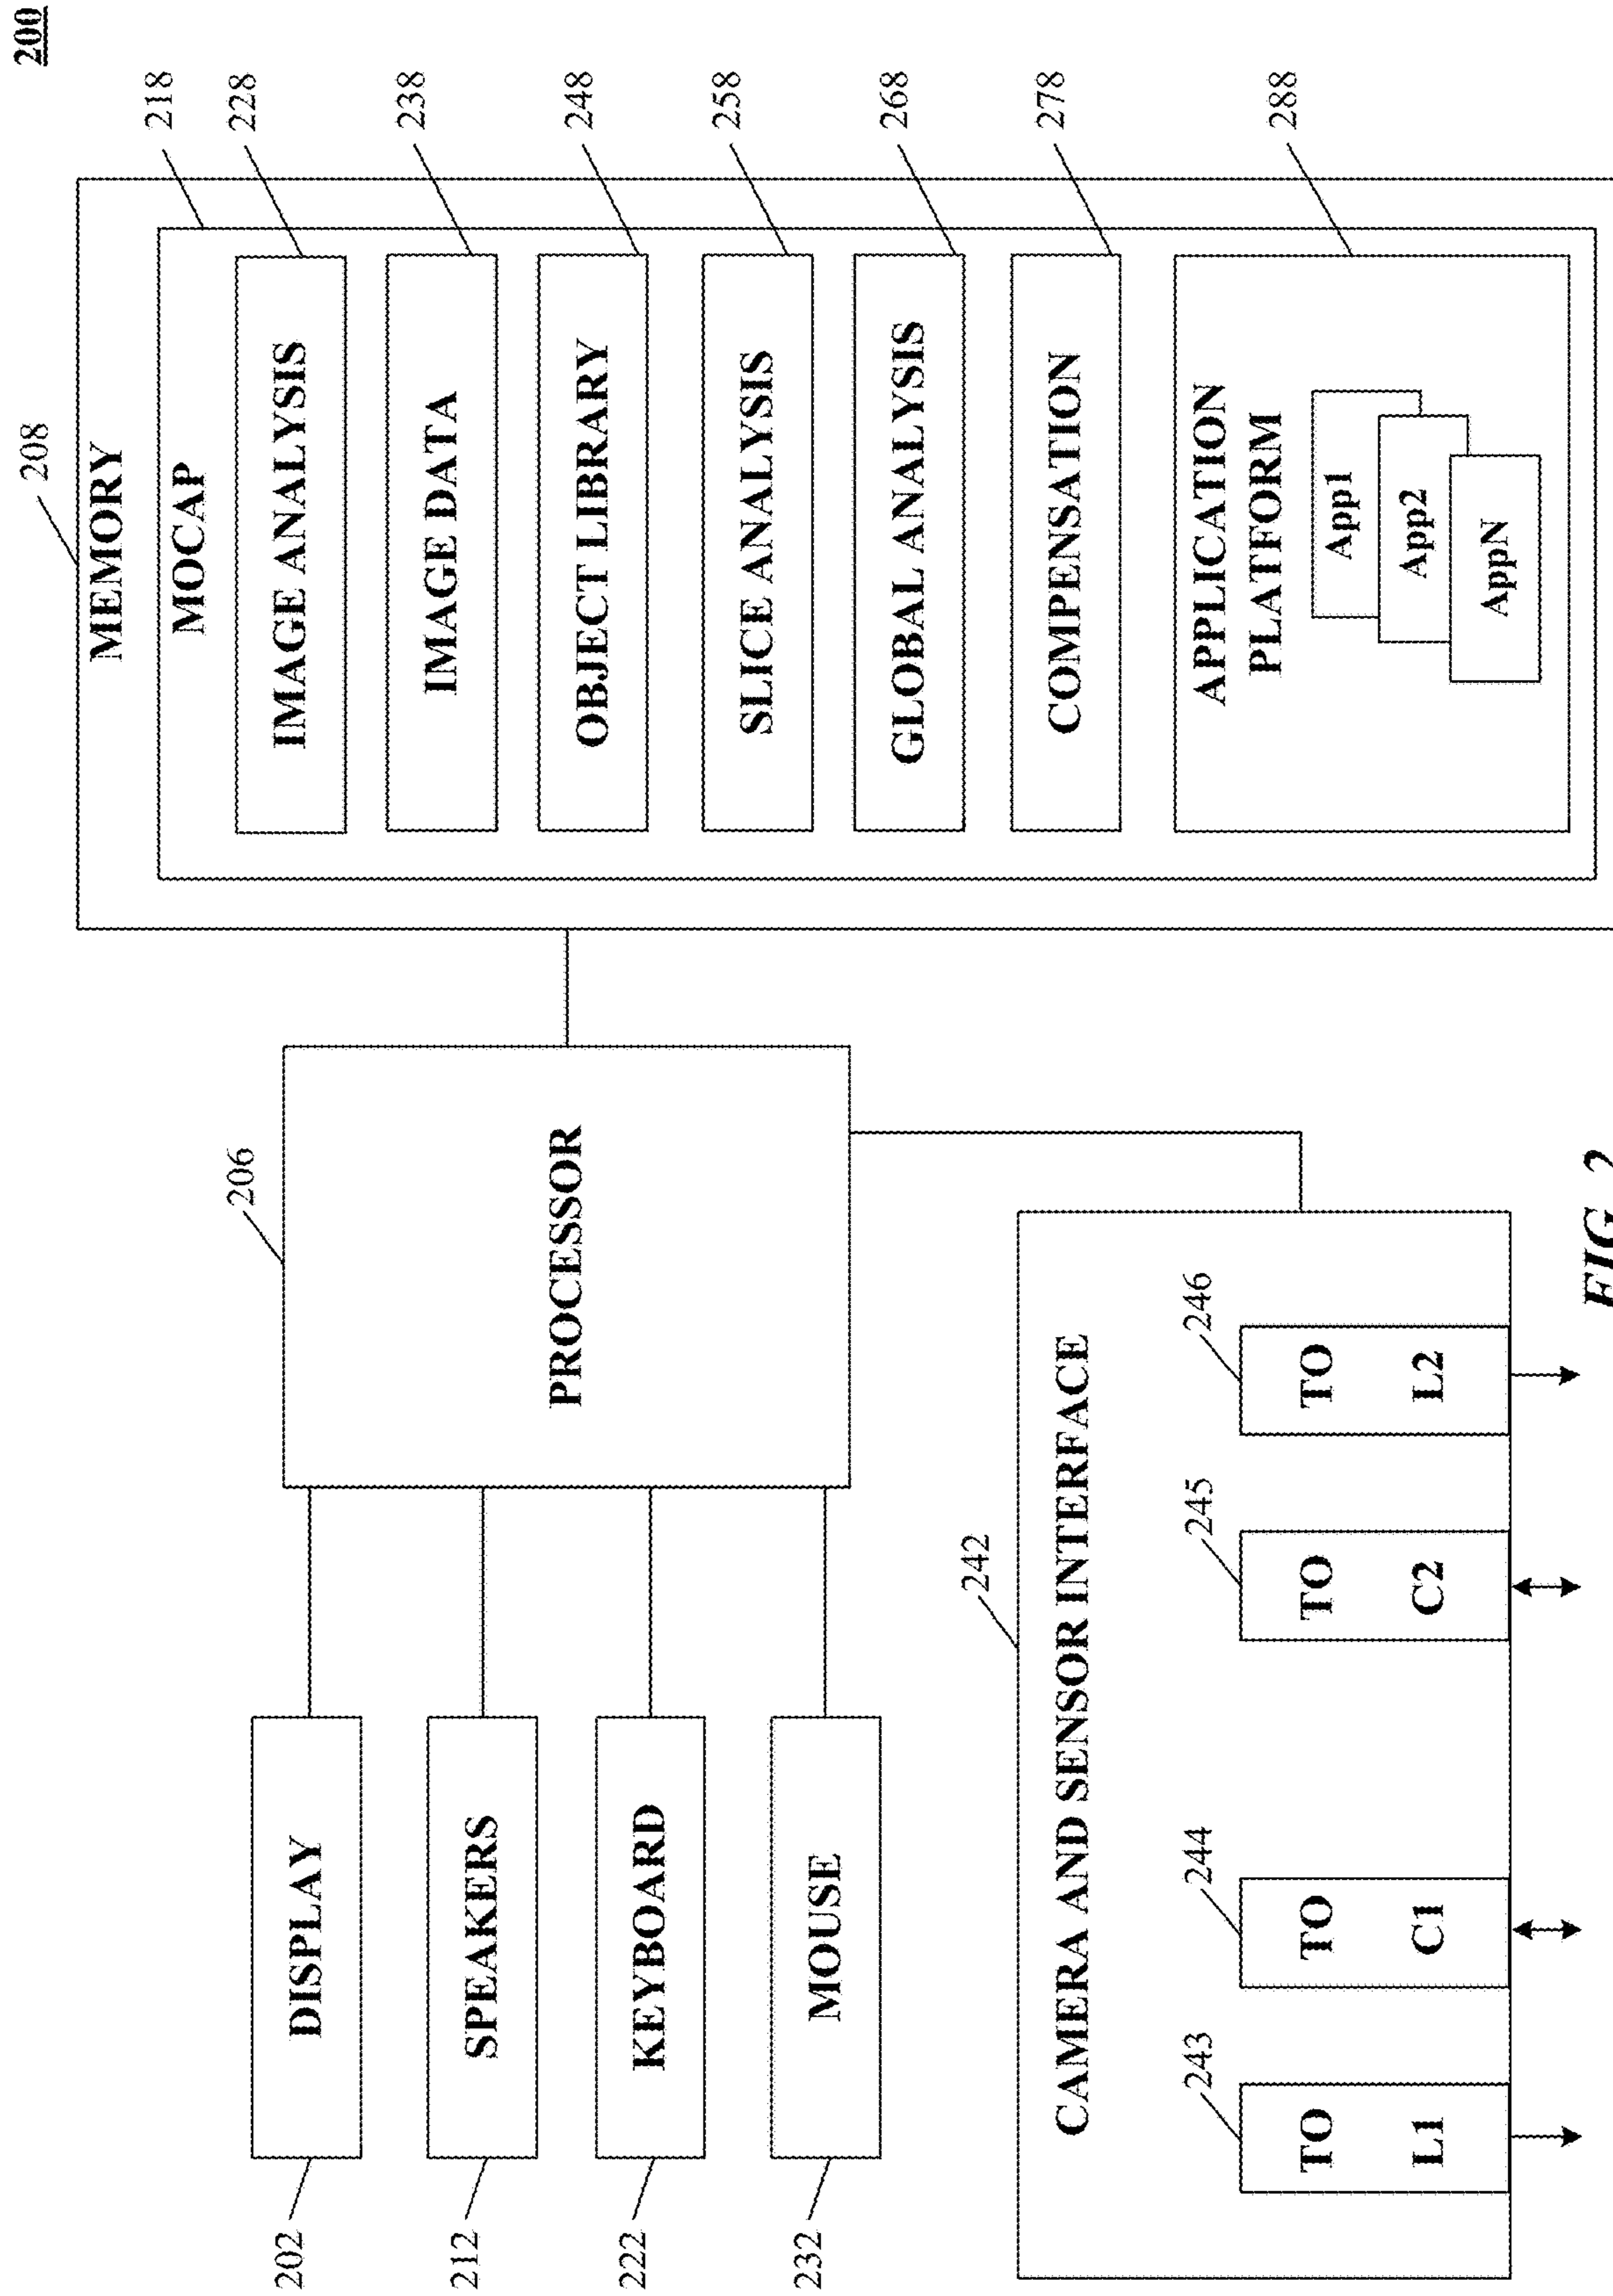 200
208
MEMORY
MOCAP
218
IMAGE ANALYSIS
228
IMAGE DATA
238
OBJECT LIBRARY
248
SLICE ANALYSIS
258
GLOBAL ANALYSIS
268
COMPENSATION
278
APPLICATION
PLATFORM
288
App1
App2
AppN
206
PROCESSOR
202
DISPLAY
212
SPEAKERS
222
KEYBOARD
232
MOUSE
242
CAMERA AND SENSOR INTERFACE
243
TO
L1
244
TO
C1
245
TO
C2
246
TO
L2
FIG. 2